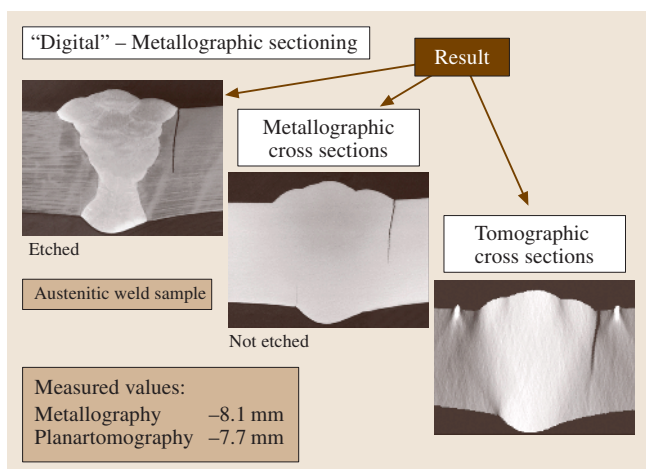 “Digital” – Metallographic sectioning
Result
Metallographic
cross sections
Tomographic
cross sections
Etched
Austenitic weld sample
Not etched
Measured values:
Metallography –8.1 mm
Planartomography –7.7 mm